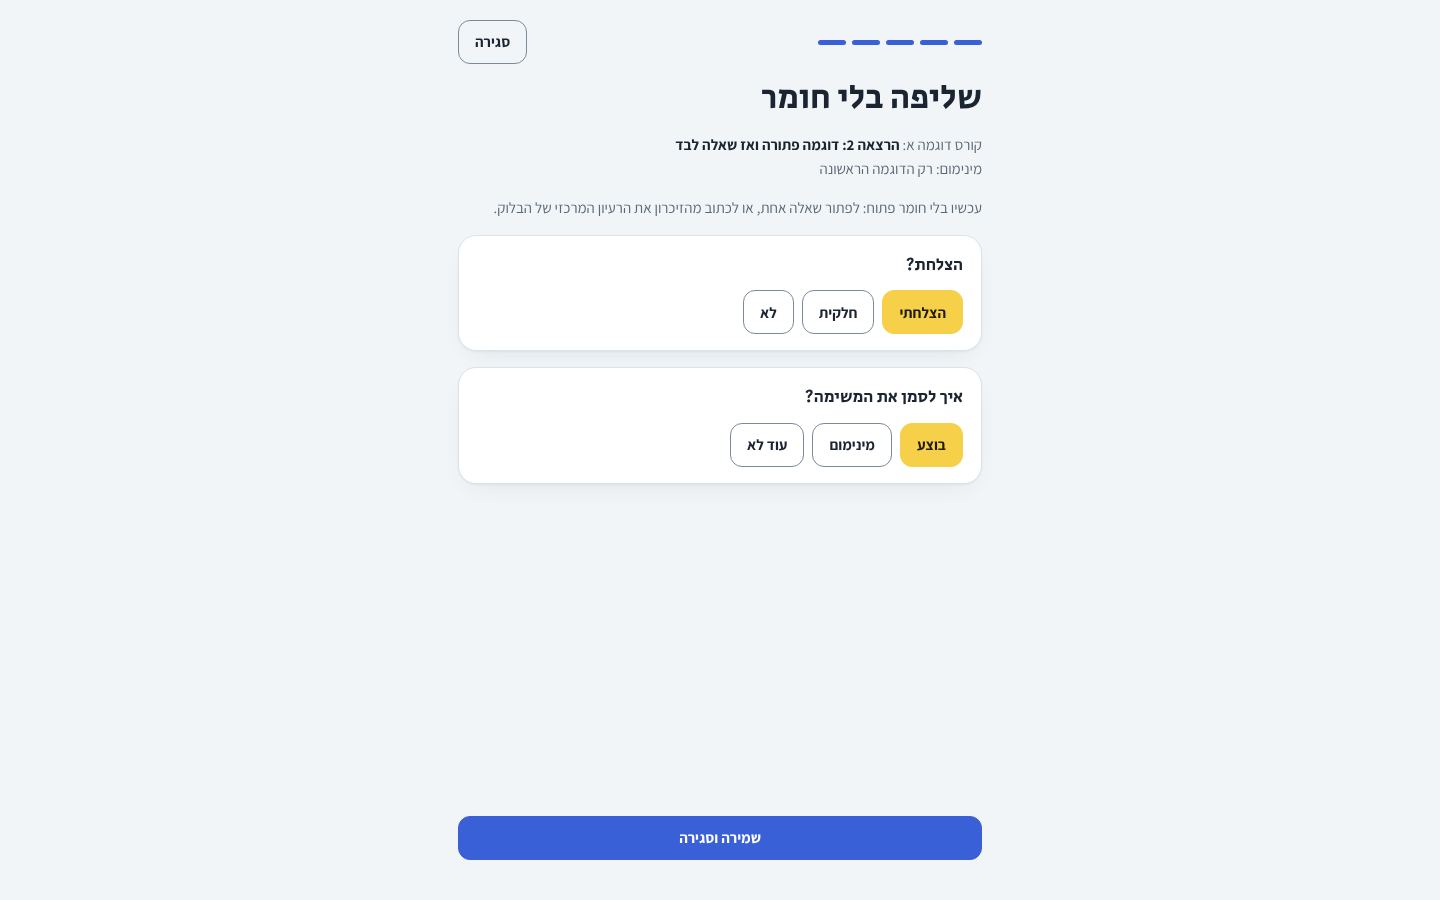 סגירה
שליפה בלי חומר
קורס דוגמה א: הרצאה 2: דוגמה פתורה ואז שאלה לבד
מינימום: רק הדוגמה הראשונה
עכשיו בלי חומר פתוח: לפתור שאלה אחת, או לכתוב מהזיכרון את הרעיון המרכזי של הבלוק.
הצלחת?
הצלחתי
חלקית
לא
איך לסמן את המשימה?
בוצע
מינימום
עוד לא
שמירה וסגירה